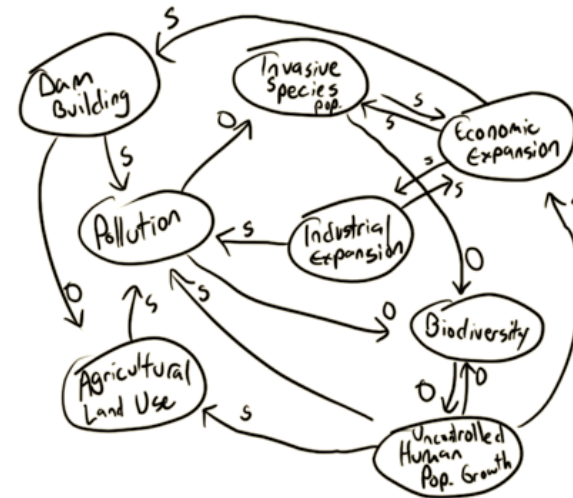 S
Dam
Building
Invasive
Species
pop.
S
S
Economic
Expansion
O
S
S
S
Pollution
S
Industrial
Expansion
O
O
S
S
O
Biodiversity
Agricultural
Land Use
S
O
O
Uncontrolled
Human
Pop. Growth